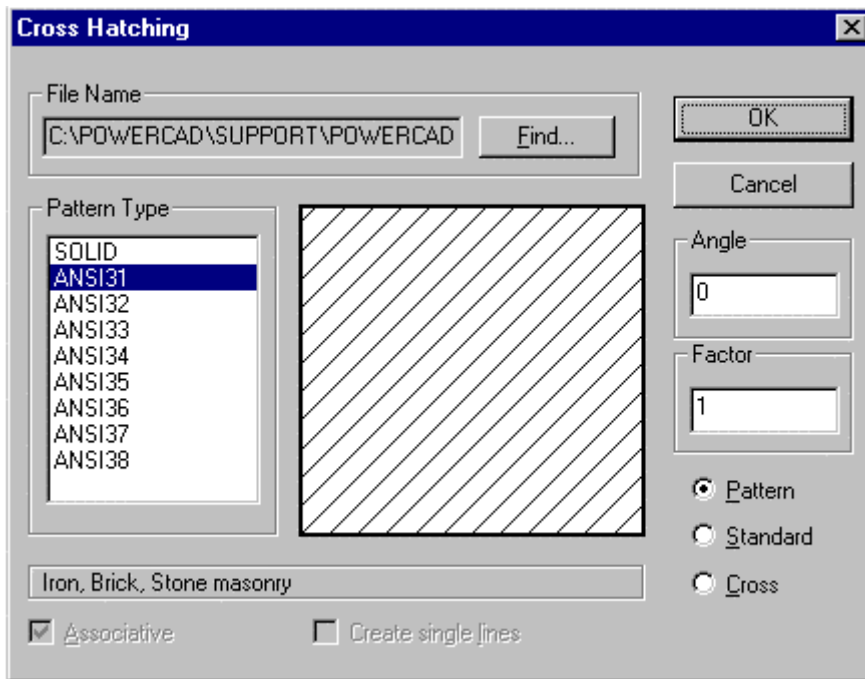 Cross Hatching
File Name
C:\POWERCAD\SUPPORT\POWERCAD
Find...
OK
Cancel
Pattern Type
SOLID
ANSI31
ANSI32
ANSI33
ANSI34
ANSI35
ANSI36
ANSI37
ANSI38
Angle
0
Factor
1
Pattern
Standard
Cross
Iron, Brick, Stone masonry
Associative
Create single lines